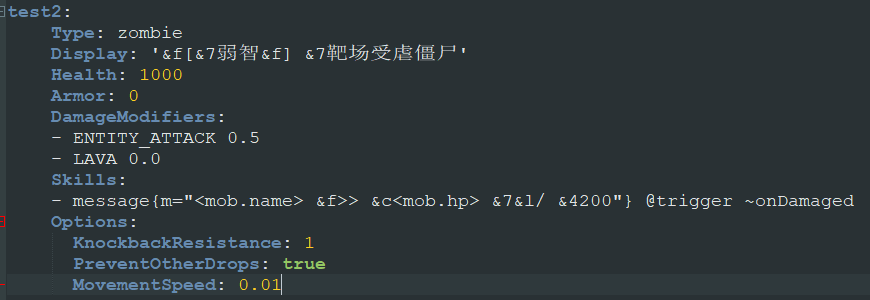 test2:
    Type: zombie
    Display: '&f[&7弱智&f] &7靶场受虐僵尸'
    Health: 1000
    Armor: 0
    DamageModifiers:
    - ENTITY_ATTACK 0.5
    - LAVA 0.0
    Skills:
    - message{m="<mob.name> &f>> &c<mob.hp> &7&l/ &4200"} @trigger ~onDamaged
    Options:
      KnockbackResistance: 1
      PreventOtherDrops: true
      MovementSpeed: 0.01